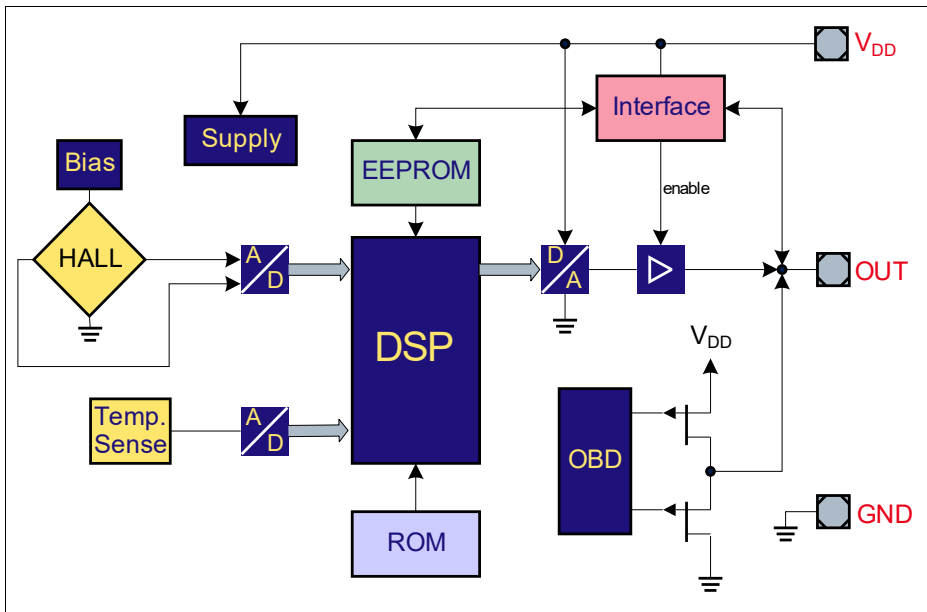 V_DD
Interface
Supply
Bias
EEPROM
enable
HALL
A
D
D
A
OUT
DSP
V_DD
Temp.
Sense
A
D
OBD
GND
ROM